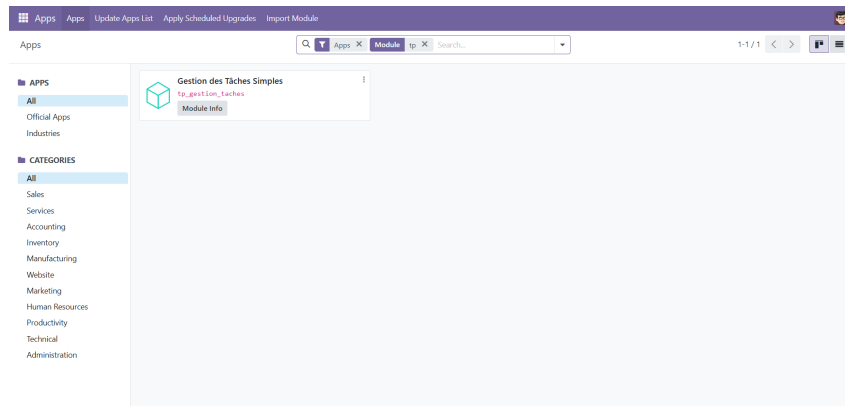 Apps Apps Update Apps List Apply Scheduled Upgrades Import Module
Apps
Apps × Module tp × Search...
1-1 / 1
APPS
All
Official Apps
Industries
CATEGORIES
All
Sales
Services
Accounting
Inventory
Manufacturing
Website
Marketing
Human Resources
Productivity
Technical
Administration
Gestion des Tâches Simples
tp_gestion_taches
Module Info